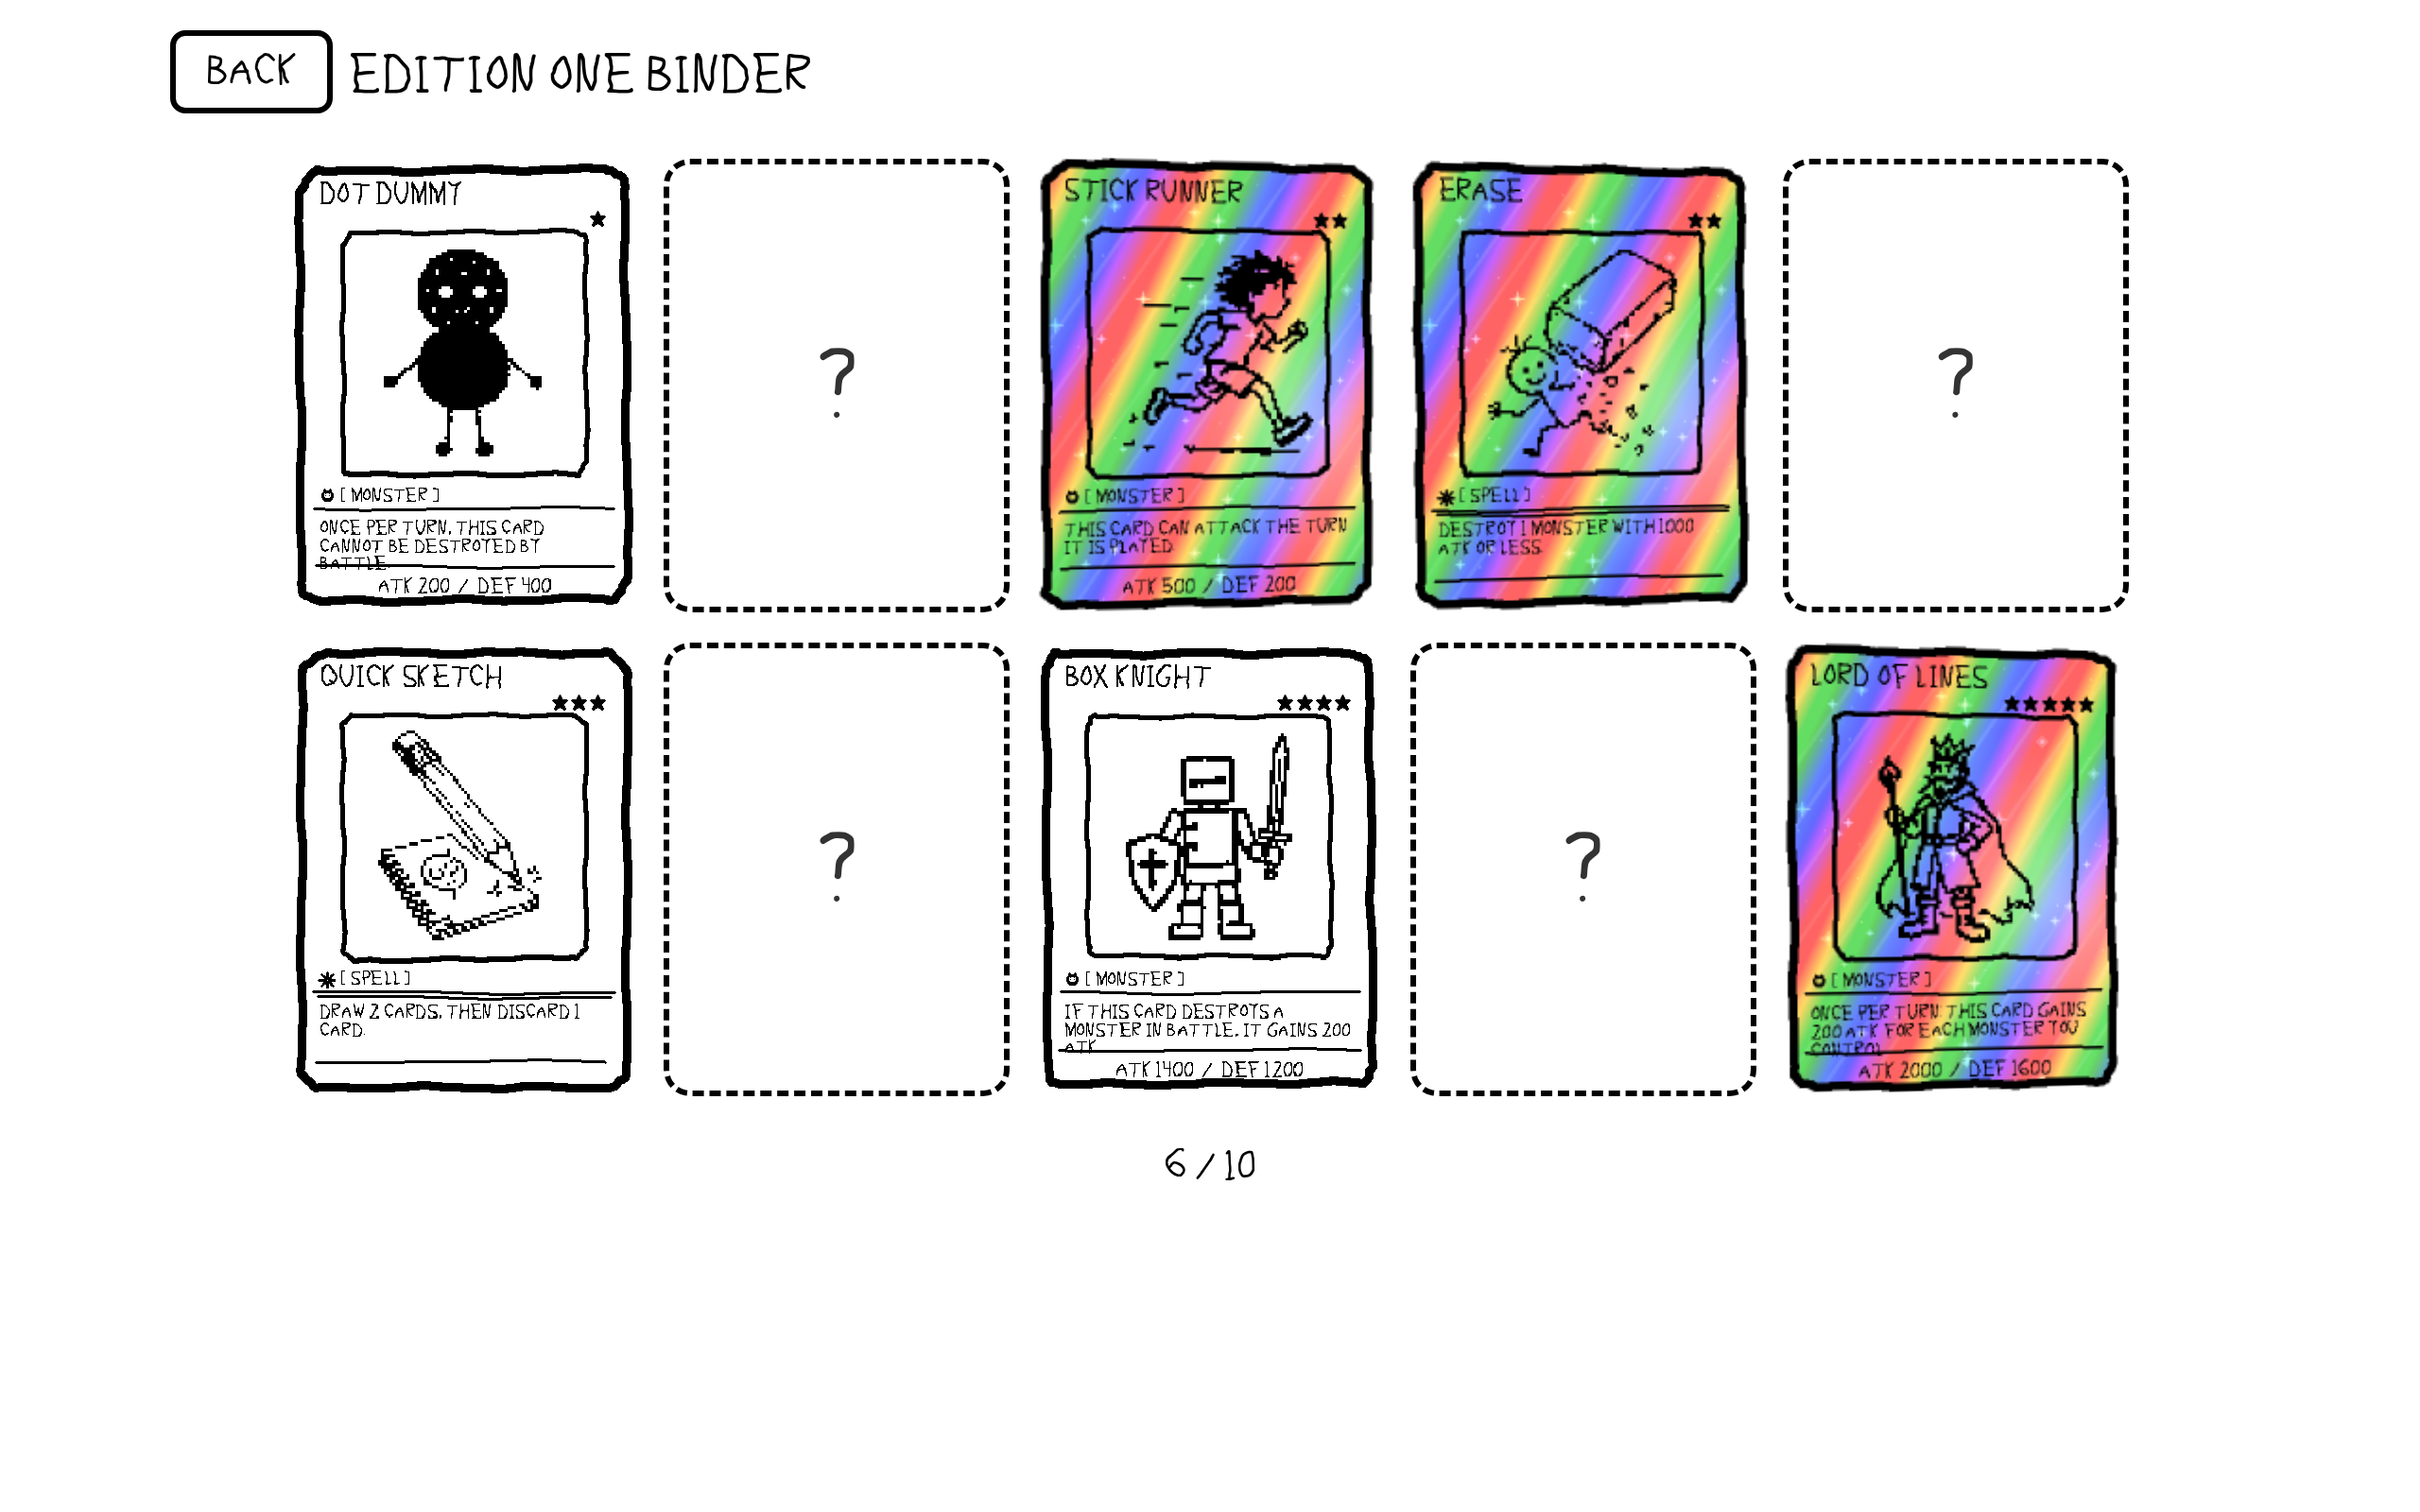 BACK
EDITION ONE BINDER
DOT DUMMY
[ MONSTER ]
ONCE PER TURN, THIS CARD
CANNOT BE DESTROYED BY
BATTLE.
ATK 200 / DEF 400
?
STICK RUNNER
[ MONSTER ]
THIS CARD CAN ATTACK THE TURN
IT IS PLAYED.
ATK 500 / DEF 200
ERASE
[ SPELL ]
DESTROY 1 MONSTER WITH 1000
ATK OR LESS.
?
QUICK SKETCH
[ SPELL ]
DRAW 2 CARDS, THEN DISCARD 1
CARD.
?
BOX KNIGHT
[ MONSTER ]
IF THIS CARD DESTROYS A
MONSTER IN BATTLE, IT GAINS 200
ATK.
ATK 1400 / DEF 1200
?
LORD OF LINES
[ MONSTER ]
ONCE PER TURN: THIS CARD GAINS
200 ATK FOR EACH MONSTER YOU
CONTROL.
ATK 2000 / DEF 1600
6 / 10